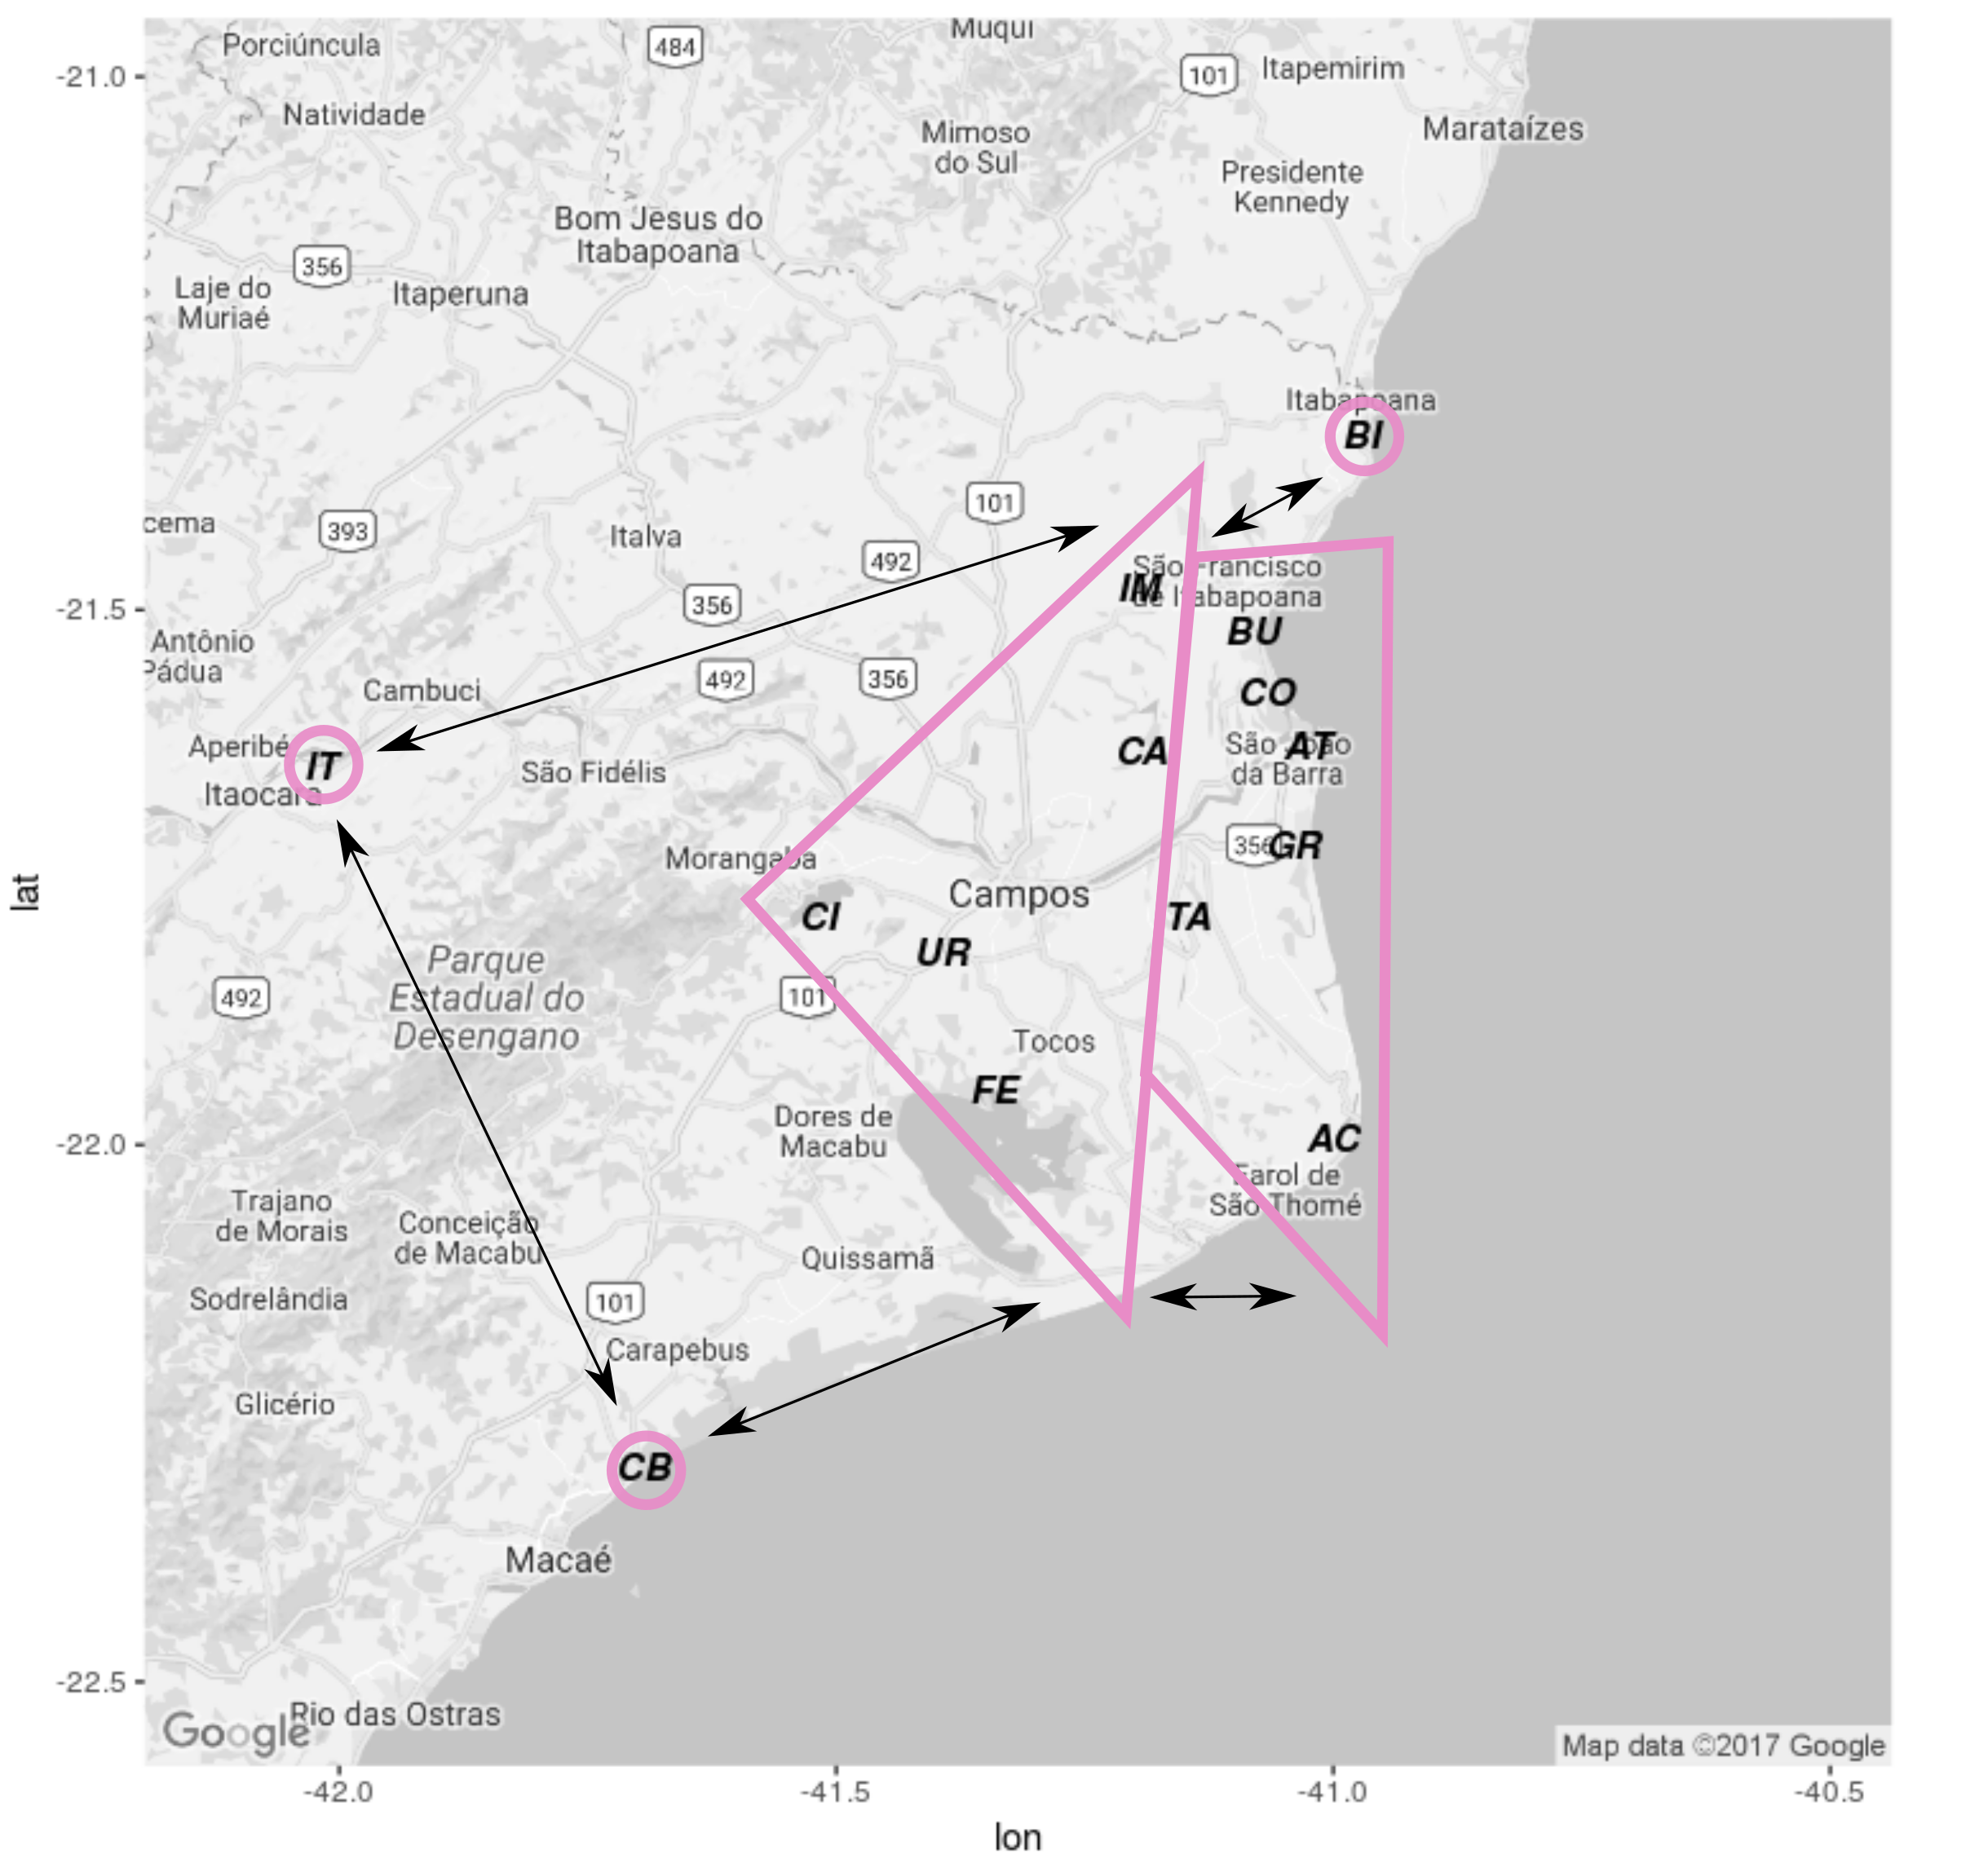 Muqui
Porciúncula
484
-21.0
101
Itapemirim
Natividade
Marataízes
Mimoso
do Sul
Presidente
Kennedy
Bom Jesus do
Itabapoana
356
Laje do
Muriaé
Itaperuna
Itabapoana
BI
101
cema
393
Italva
492
São Francisco
de Itabapoana
IM
-21.5
356
BU
Antônio
Pádua
492
356
Cambuci
CO
Aperibé
IT
Itaocara
São Fidélis
CA
São João
da Barra
AT
356
GR
Morangaba
lat
Campos
CI
TA
UR
Parque
Estadual do
Desengano
492
101
Tocos
FE
Dores de
Macabu
-22.0
AC
Farol de
São Thomé
Trajano
de Morais
Conceição
de Macabu
Quissamã
Sodrelândia
101
Carapebus
Glicério
CB
Macaé
-22.5
Rio das Ostras
Google
Map data ©2017 Google
-42.0
-41.5
-41.0
-40.5
lon